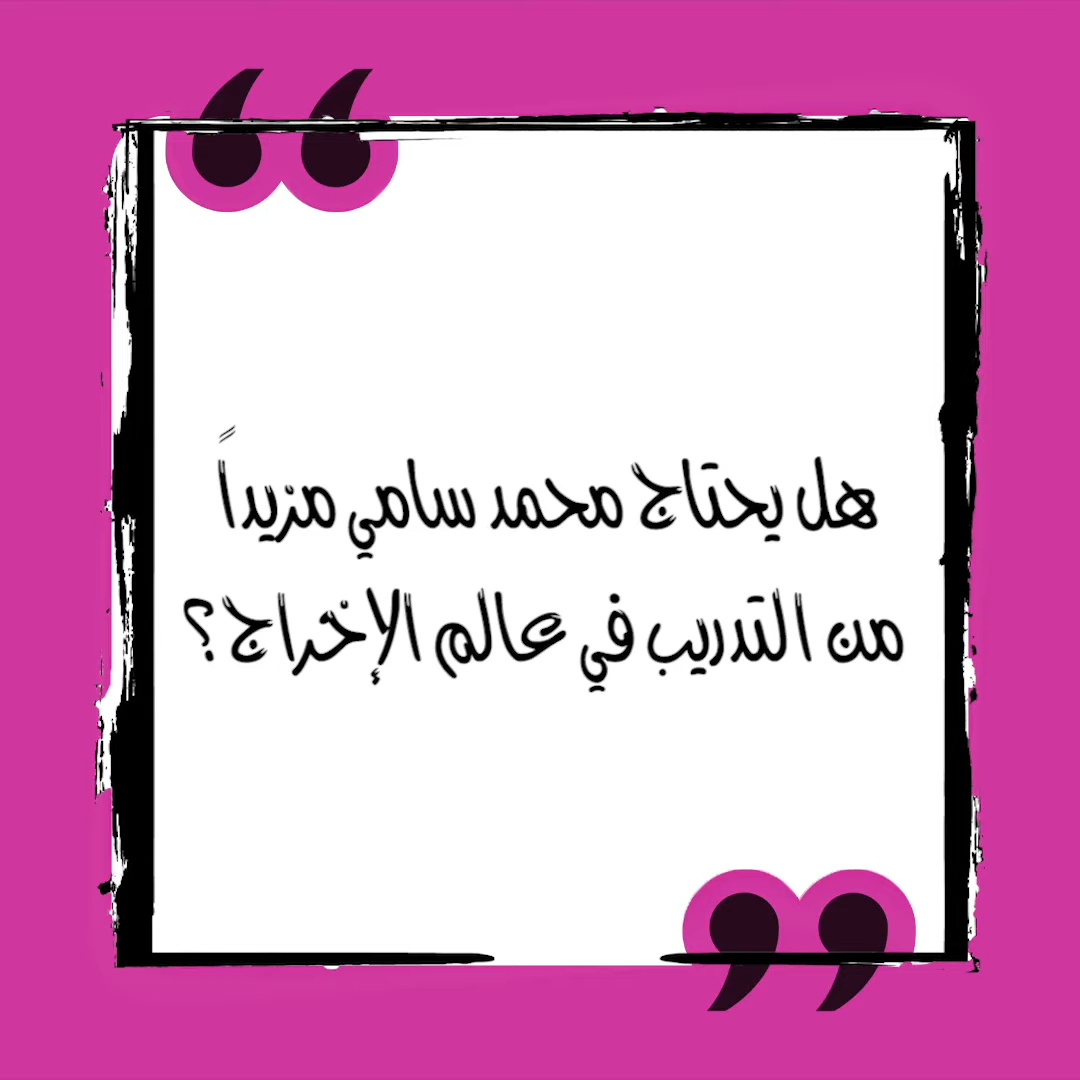 هل يحتاج محمد سامي مزيداً
من التدريب في عالم الإخراج؟